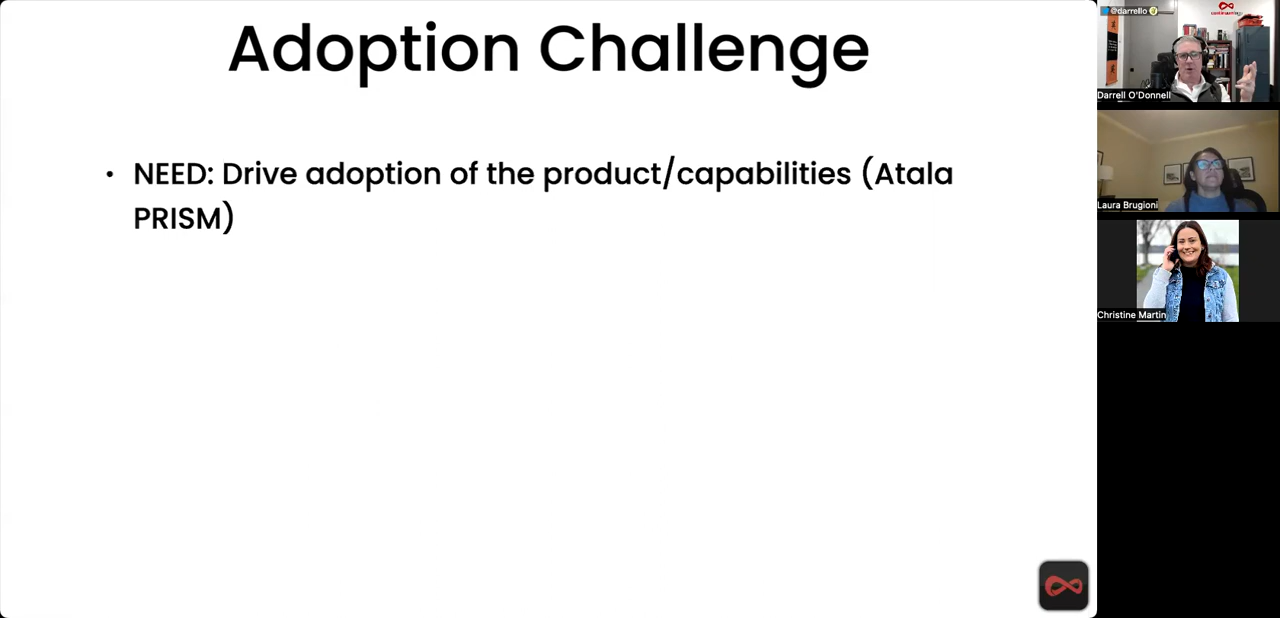 Adoption Challenge
• NEED: Drive adoption of the product/capabilities (Atala
PRISM)
@darrello
Darrell O'Donnell
Laura Brugioni
Christine Martin